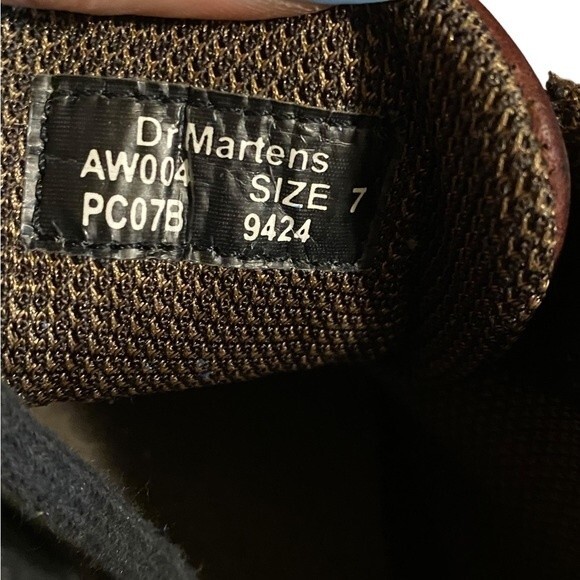 Dr.Martens
AW004 SIZE 7
PC07B 9424